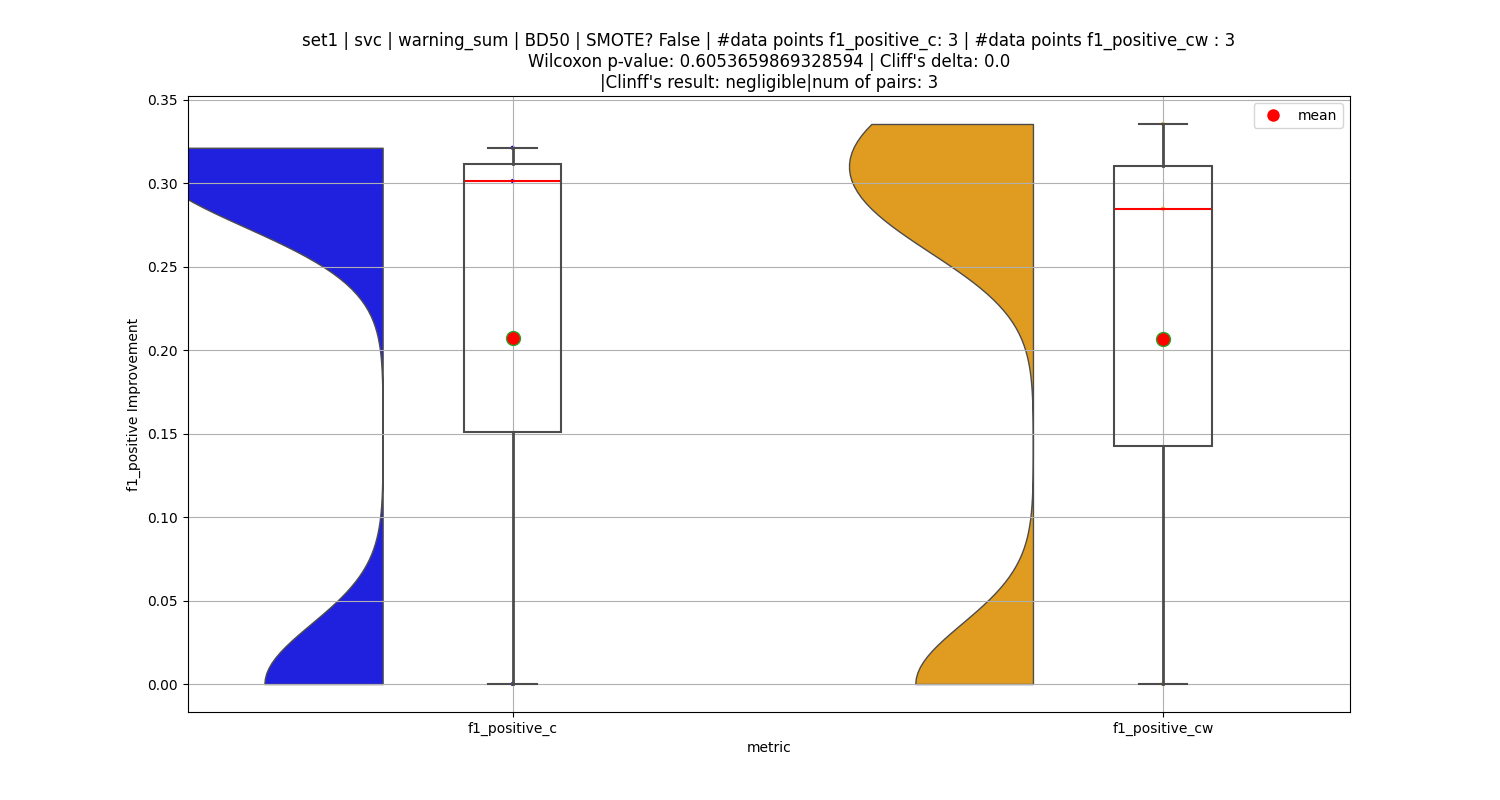 set1 | svc | warning_sum | BD50 | SMOTE? False | #data points f1_positive_c: 3 | #data points f1_positive_cw : 3
Wilcoxon p-value: 0.6053659869328594 | Cliff's delta: 0.0
|Clinff's result: negligible|num of pairs: 3
mean
0.35
0.30
0.25
0.20
0.15
0.10
0.05
0.00
f1_positive Improvement
f1_positive_c
f1_positive_cw
metric